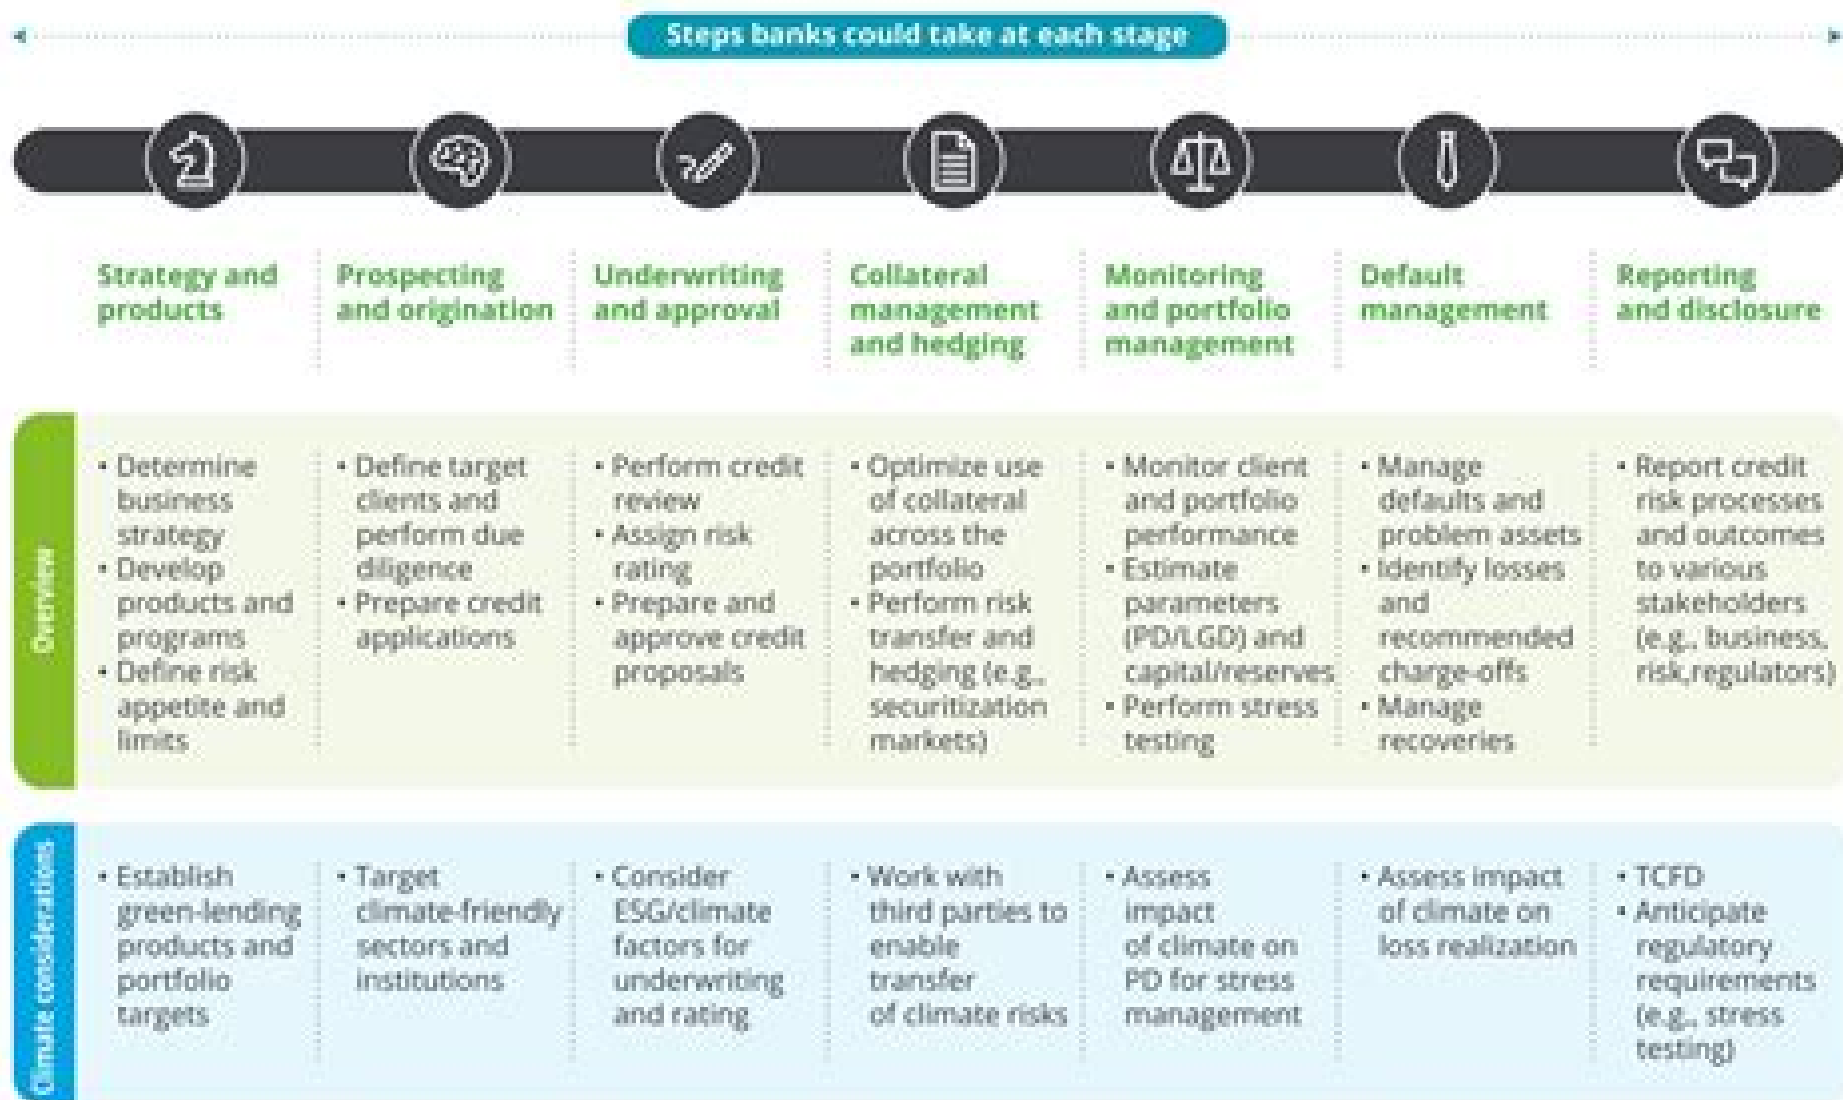 Steps banks could take at each stage
Strategy and
products
Prospecting
and origination
Underwriting
and approval
Collateral
management
and hedging
Monitoring
and portfolio
management
Default
management
Reporting
and disclosure
Overview
• Determine
business
strategy
• Develop
products and
programs
• Define risk
appetite and
limits
• Define target
clients and
perform due
diligence
• Prepare credit
applications
• Perform credit
review
• Assign risk
rating
• Prepare and
approve credit
proposals
• Optimize use
of collateral
across the
portfolio
• Perform risk
transfer and
hedging (e.g.,
securitization
markets)
• Monitor client
and portfolio
performance
• Estimate
parameters
(PD/LGD) and
capital/reserves
• Perform stress
testing
• Manage
defaults and
problem assets
• Identify losses
and
recommended
charge-offs
• Manage
recoveries
• Report credit
risk processes
and outcomes
to various
stakeholders
(e.g., business,
risk,regulators)
Climate considerations
• Establish
green-lending
products and
portfolio
targets
• Target
climate-friendly
sectors and
institutions
• Consider
ESG/climate
factors for
underwriting
and rating
• Work with
third parties to
enable
transfer
of climate risks
• Assess
impact
of climate on
PD for stress
management
• Assess impact
of climate on
loss realization
• TCFD
• Anticipate
regulatory
requirements
(e.g., stress
testing)